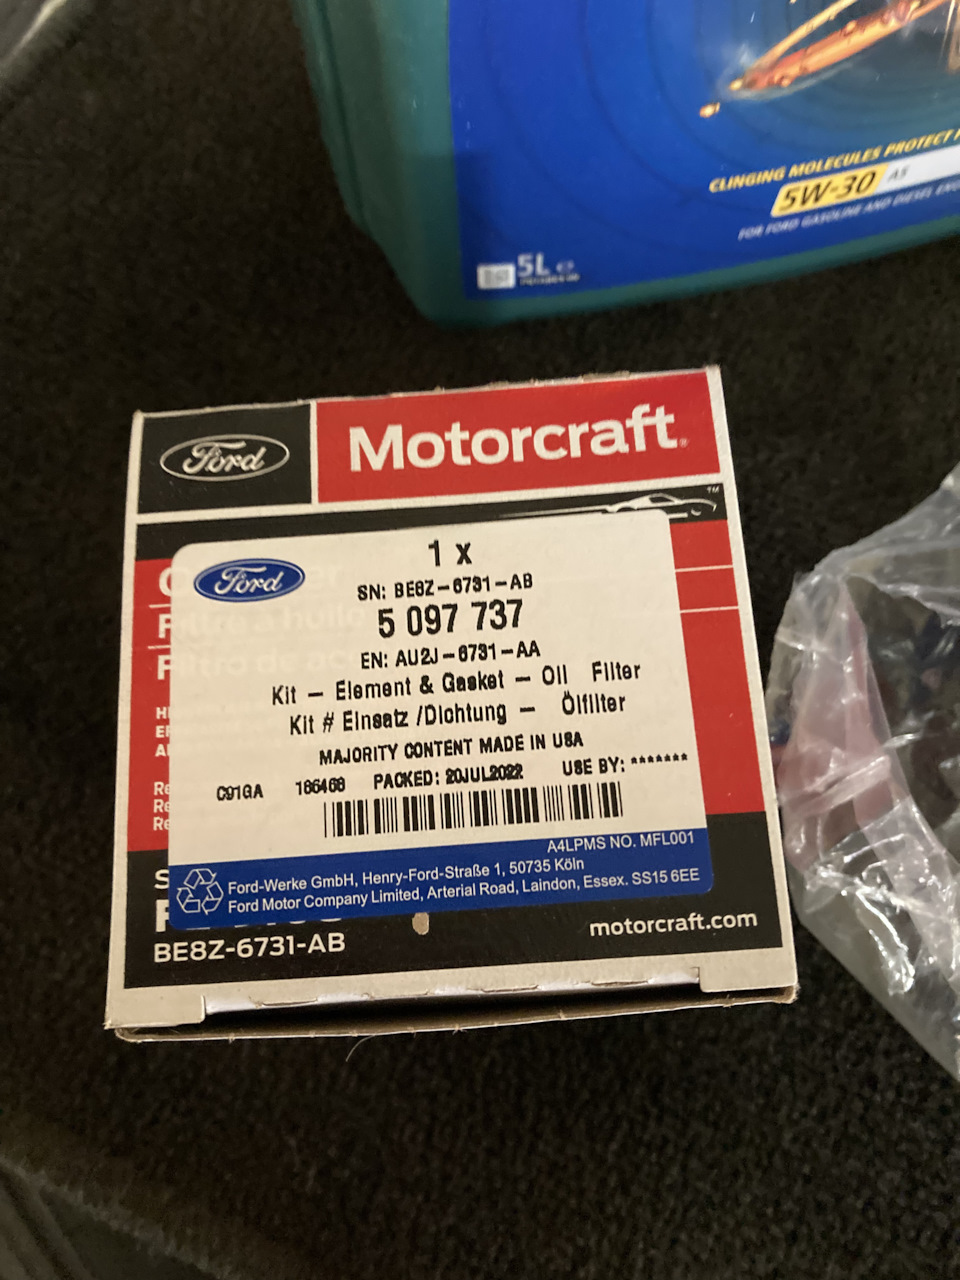 CLINGING MOLECULES PROTECT
5W-30 A5
FOR FORD GASOLINE AND DIESEL
5L e
Ford
Motorcraft®
™
1 x
Ford
SN: BE8Z-6731-AB
5 097 737
EN: AU2J-6731-AA
Kit - Element & Gasket - Oil Filter
Kit # Einsatz /Dichtung - Ölfilter
MAJORITY CONTENT MADE IN USA
C91GA 186468 PACKED: 20JUL2022 USE BY: *******
A4LPMS NO. MFL001
Ford-Werke GmbH, Henry-Ford-Straße 1, 50735 Köln
Ford Motor Company Limited, Arterial Road, Laindon, Essex. SS15 6EE
BE8Z-6731-AB
motorcraft.com